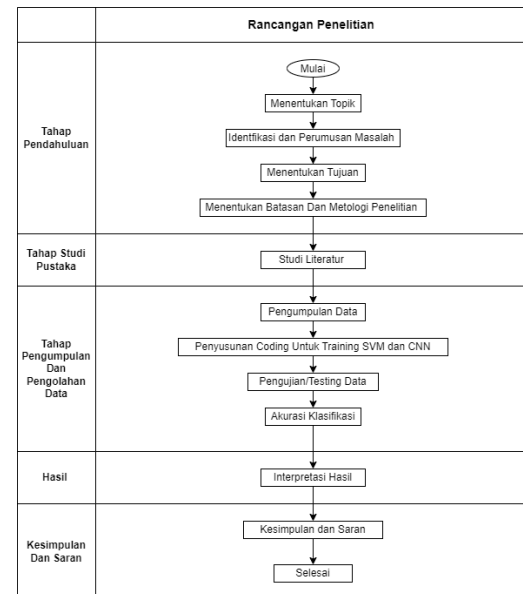 Rancangan Penelitian
Tahap
Pendahuluan
Mulai
Menentukan Topik
Identfikasi dan Perumusan Masalah
Menentukan Tujuan
Menentukan Batasan Dan Metologi Penelitian
Tahap Studi
Pustaka
Studi Literatur
Tahap
Pengumpulan
Dan
Pengolahan
Data
Pengumpulan Data
Penyusunan Coding Untuk Training SVM dan CNN
Pengujian/Testing Data
Akurasi Klasifikasi
Hasil
Interpretasi Hasil
Kesimpulan
Dan Saran
Kesimpulan dan Saran
Selesai